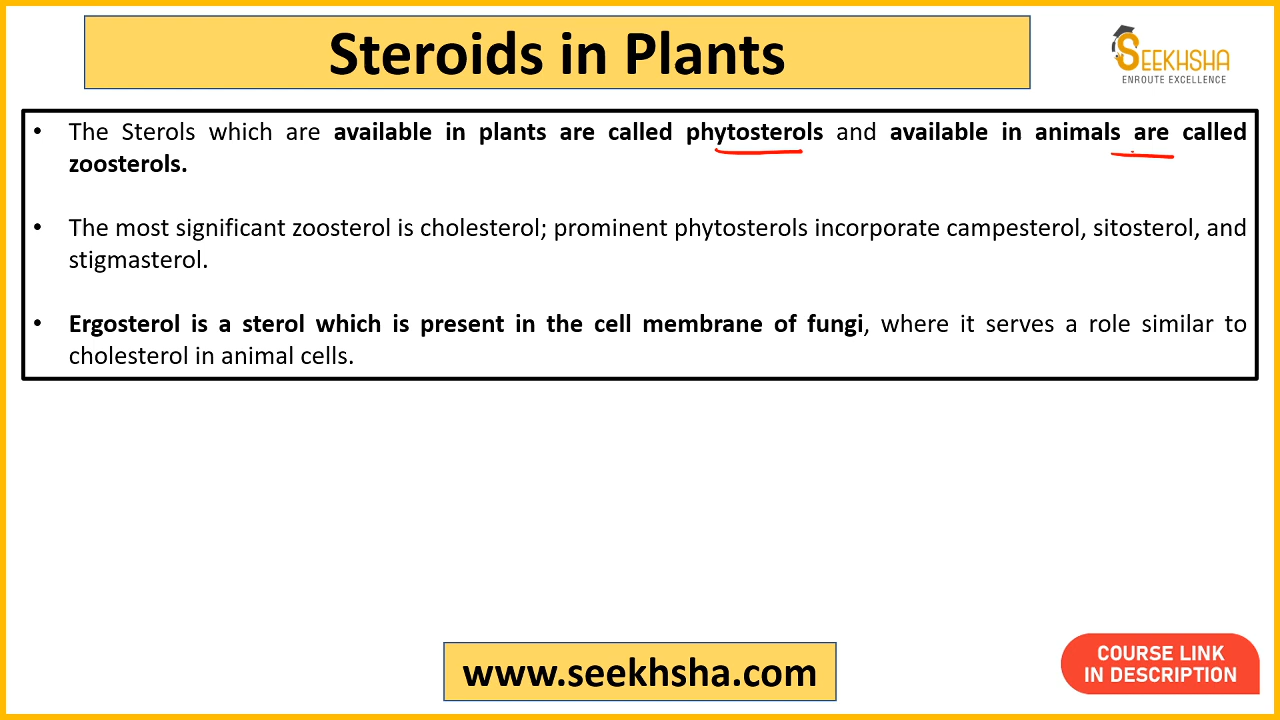 Steroids in Plants
SEEKHSHA
ENROUTE EXCELLENCE
• The Sterols which are available in plants are called phytosterols and available in animals are called
zoosterols.
• The most significant zoosterol is cholesterol; prominent phytosterols incorporate campesterol, sitosterol, and
stigmasterol.
• Ergosterol is a sterol which is present in the cell membrane of fungi, where it serves a role similar to
cholesterol in animal cells.
www.seekhsha.com
COURSE LINK
IN DESCRIPTION